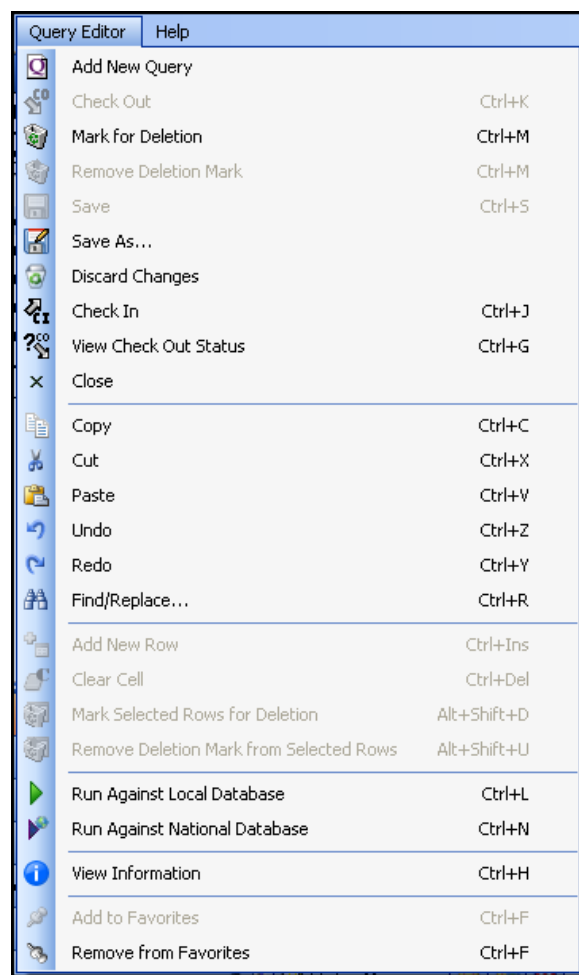 Query Editor Help
Add New Query
Check Out Ctrl+K
Mark for Deletion Ctrl+M
Remove Deletion Mark Ctrl+M
Save Ctrl+S
Save As...
Discard Changes
Check In Ctrl+J
View Check Out Status Ctrl+G
Close
Copy Ctrl+C
Cut Ctrl+X
Paste Ctrl+V
Undo Ctrl+Z
Redo Ctrl+Y
Find/Replace... Ctrl+R
Add New Row Ctrl+Ins
Clear Cell Ctrl+Del
Mark Selected Rows for Deletion Alt+Shift+D
Remove Deletion Mark from Selected Rows Alt+Shift+U
Run Against Local Database Ctrl+L
Run Against National Database Ctrl+N
View Information Ctrl+H
Add to Favorites Ctrl+F
Remove from Favorites Ctrl+F